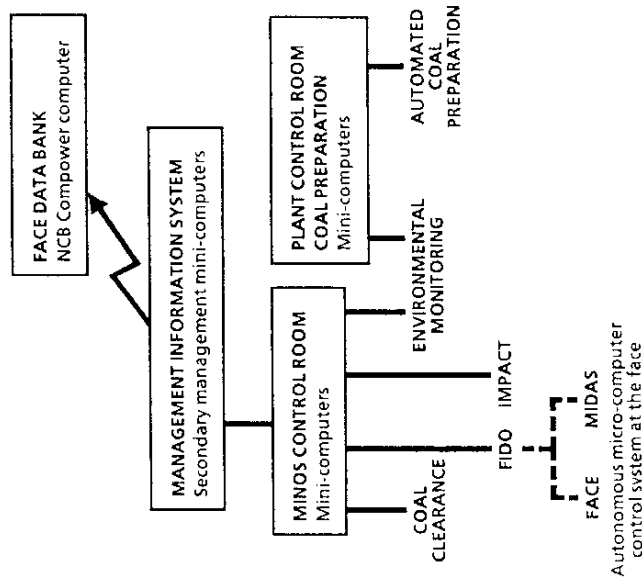 FACE DATA BANK
NCB Compower computer
MANAGEMENT INFORMATION SYSTEM
Secondary management mini-computers
MINOS CONTROL ROOM
Mini-computers
PLANT CONTROL ROOM
COAL PREPARATION
Mini-computers
COAL
CLEARANCE
FIDO
IMPACT
ENVIRONMENTAL
MONITORING
AUTOMATED
COAL
PREPARATION
FACE
MIDAS
Autonomous micro-computer
control system at the face